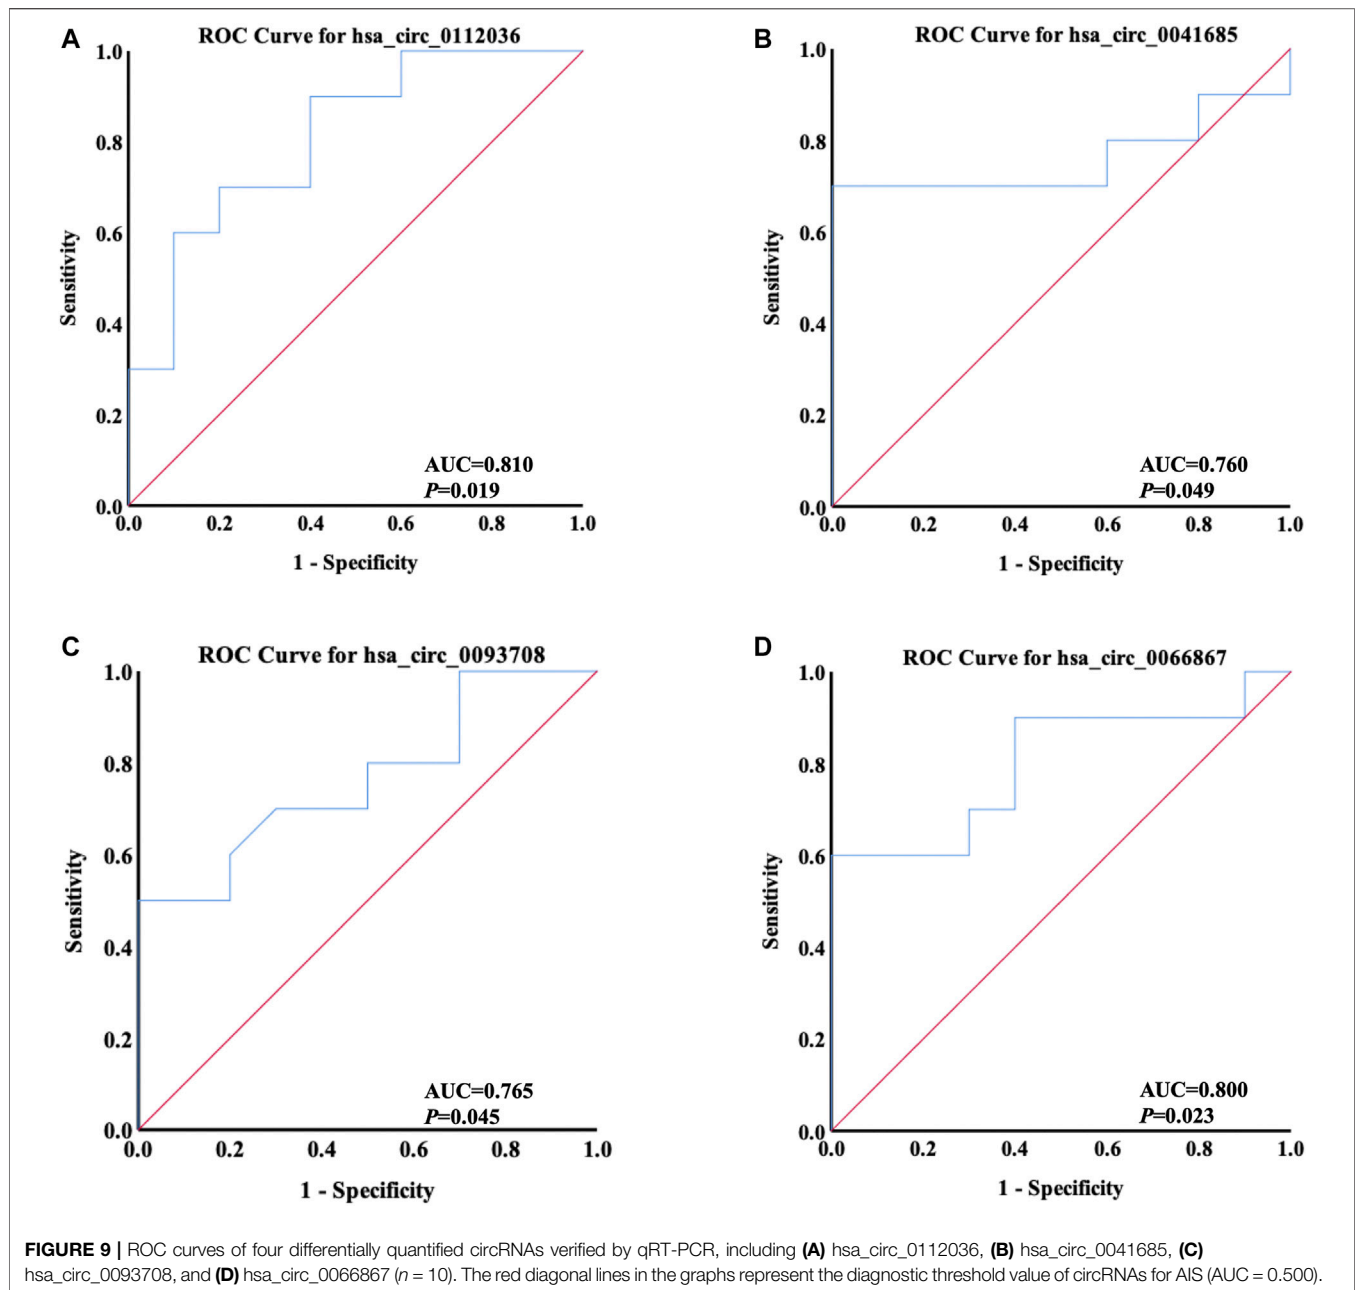 A
ROC Curve for hsa_circ_0112036
1.0
0.8
0.6
0.4
0.2
0.0
Sensitivity
AUC=0.810
P=0.019
0.0 0.2 0.4 0.6 0.8 1.0
1 - Specificity
B
ROC Curve for hsa_circ_0041685
1.0
0.8
0.6
0.4
0.2
0.0
Sensitivity
AUC=0.760
P=0.049
0.0 0.2 0.4 0.6 0.8 1.0
1 - Specificity
C
ROC Curve for hsa_circ_0093708
1.0
0.8
0.6
0.4
0.2
0.0
Sensitivity
AUC=0.765
P=0.045
0.0 0.2 0.4 0.6 0.8 1.0
1 - Specificity
D
ROC Curve for hsa_circ_0066867
1.0
0.8
0.6
0.4
0.2
0.0
Sensitivity
AUC=0.800
P=0.023
0.0 0.2 0.4 0.6 0.8 1.0
1 - Specificity
FIGURE 9 | ROC curves of four differentially quantified circRNAs verified by qRT-PCR, including (A) hsa_circ_0112036, (B) hsa_circ_0041685, (C)
hsa_circ_0093708, and (D) hsa_circ_0066867 (n = 10). The red diagonal lines in the graphs represent the diagnostic threshold value of circRNAs for AIS (AUC = 0.500).